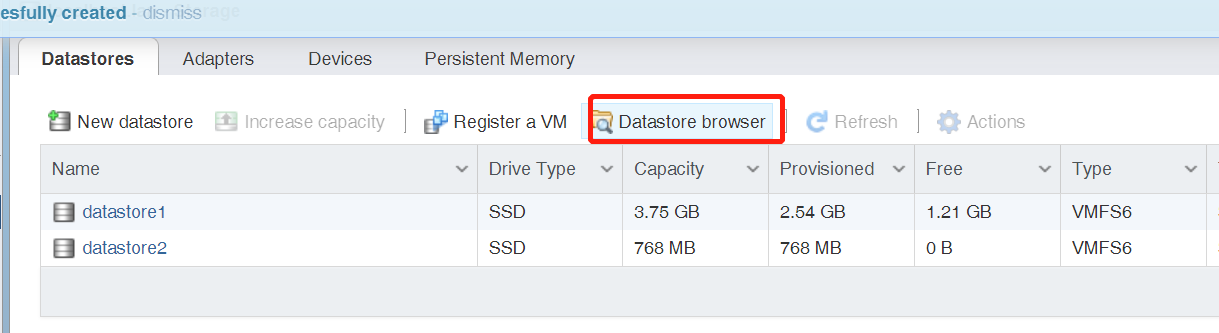 esfully created - dismiss
Datastores Adapters Devices Persistent Memory
New datastore Increase capacity Register a VM Datastore browser Refresh Actions
Name Drive Type Capacity Provisioned Free Type
datastore1 SSD 3.75 GB 2.54 GB 1.21 GB VMFS6
datastore2 SSD 768 MB 768 MB 0 B VMFS6